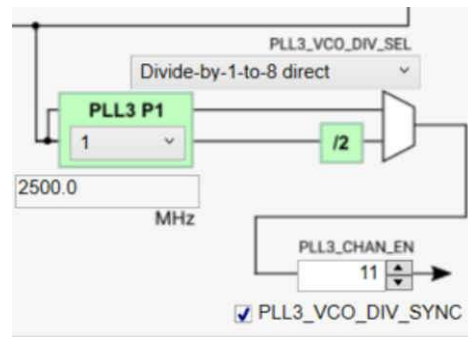 PLL3_VCO_DIV_SEL
Divide-by-1-to-8 direct
PLL3 P1
1
/2
2500.0
MHz
PLL3_CHAN_EN
11
PLL3_VCO_DIV_SYNC